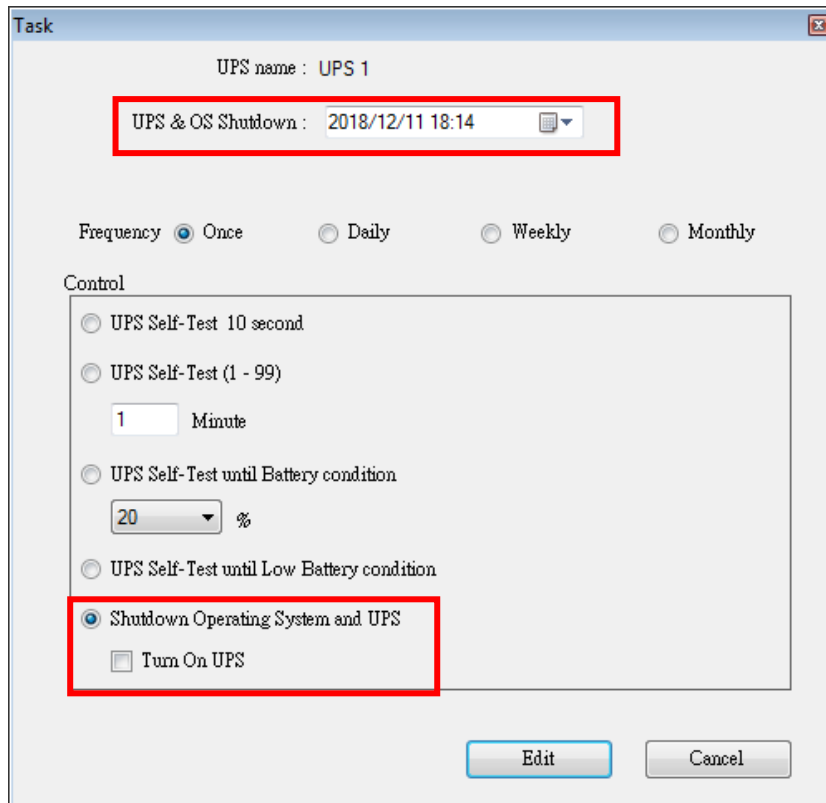 Task
UPS name : UPS 1
UPS & OS Shutdown : 2018/12/11 18:14
Frequency Once Daily Weekly Monthly
Control
UPS Self-Test 10 second
UPS Self-Test (1 - 99)
1 Minute
UPS Self-Test until Battery condition
20 %
UPS Self-Test until Low Battery condition
Shutdown Operating System and UPS
Turn On UPS
Edit Cancel